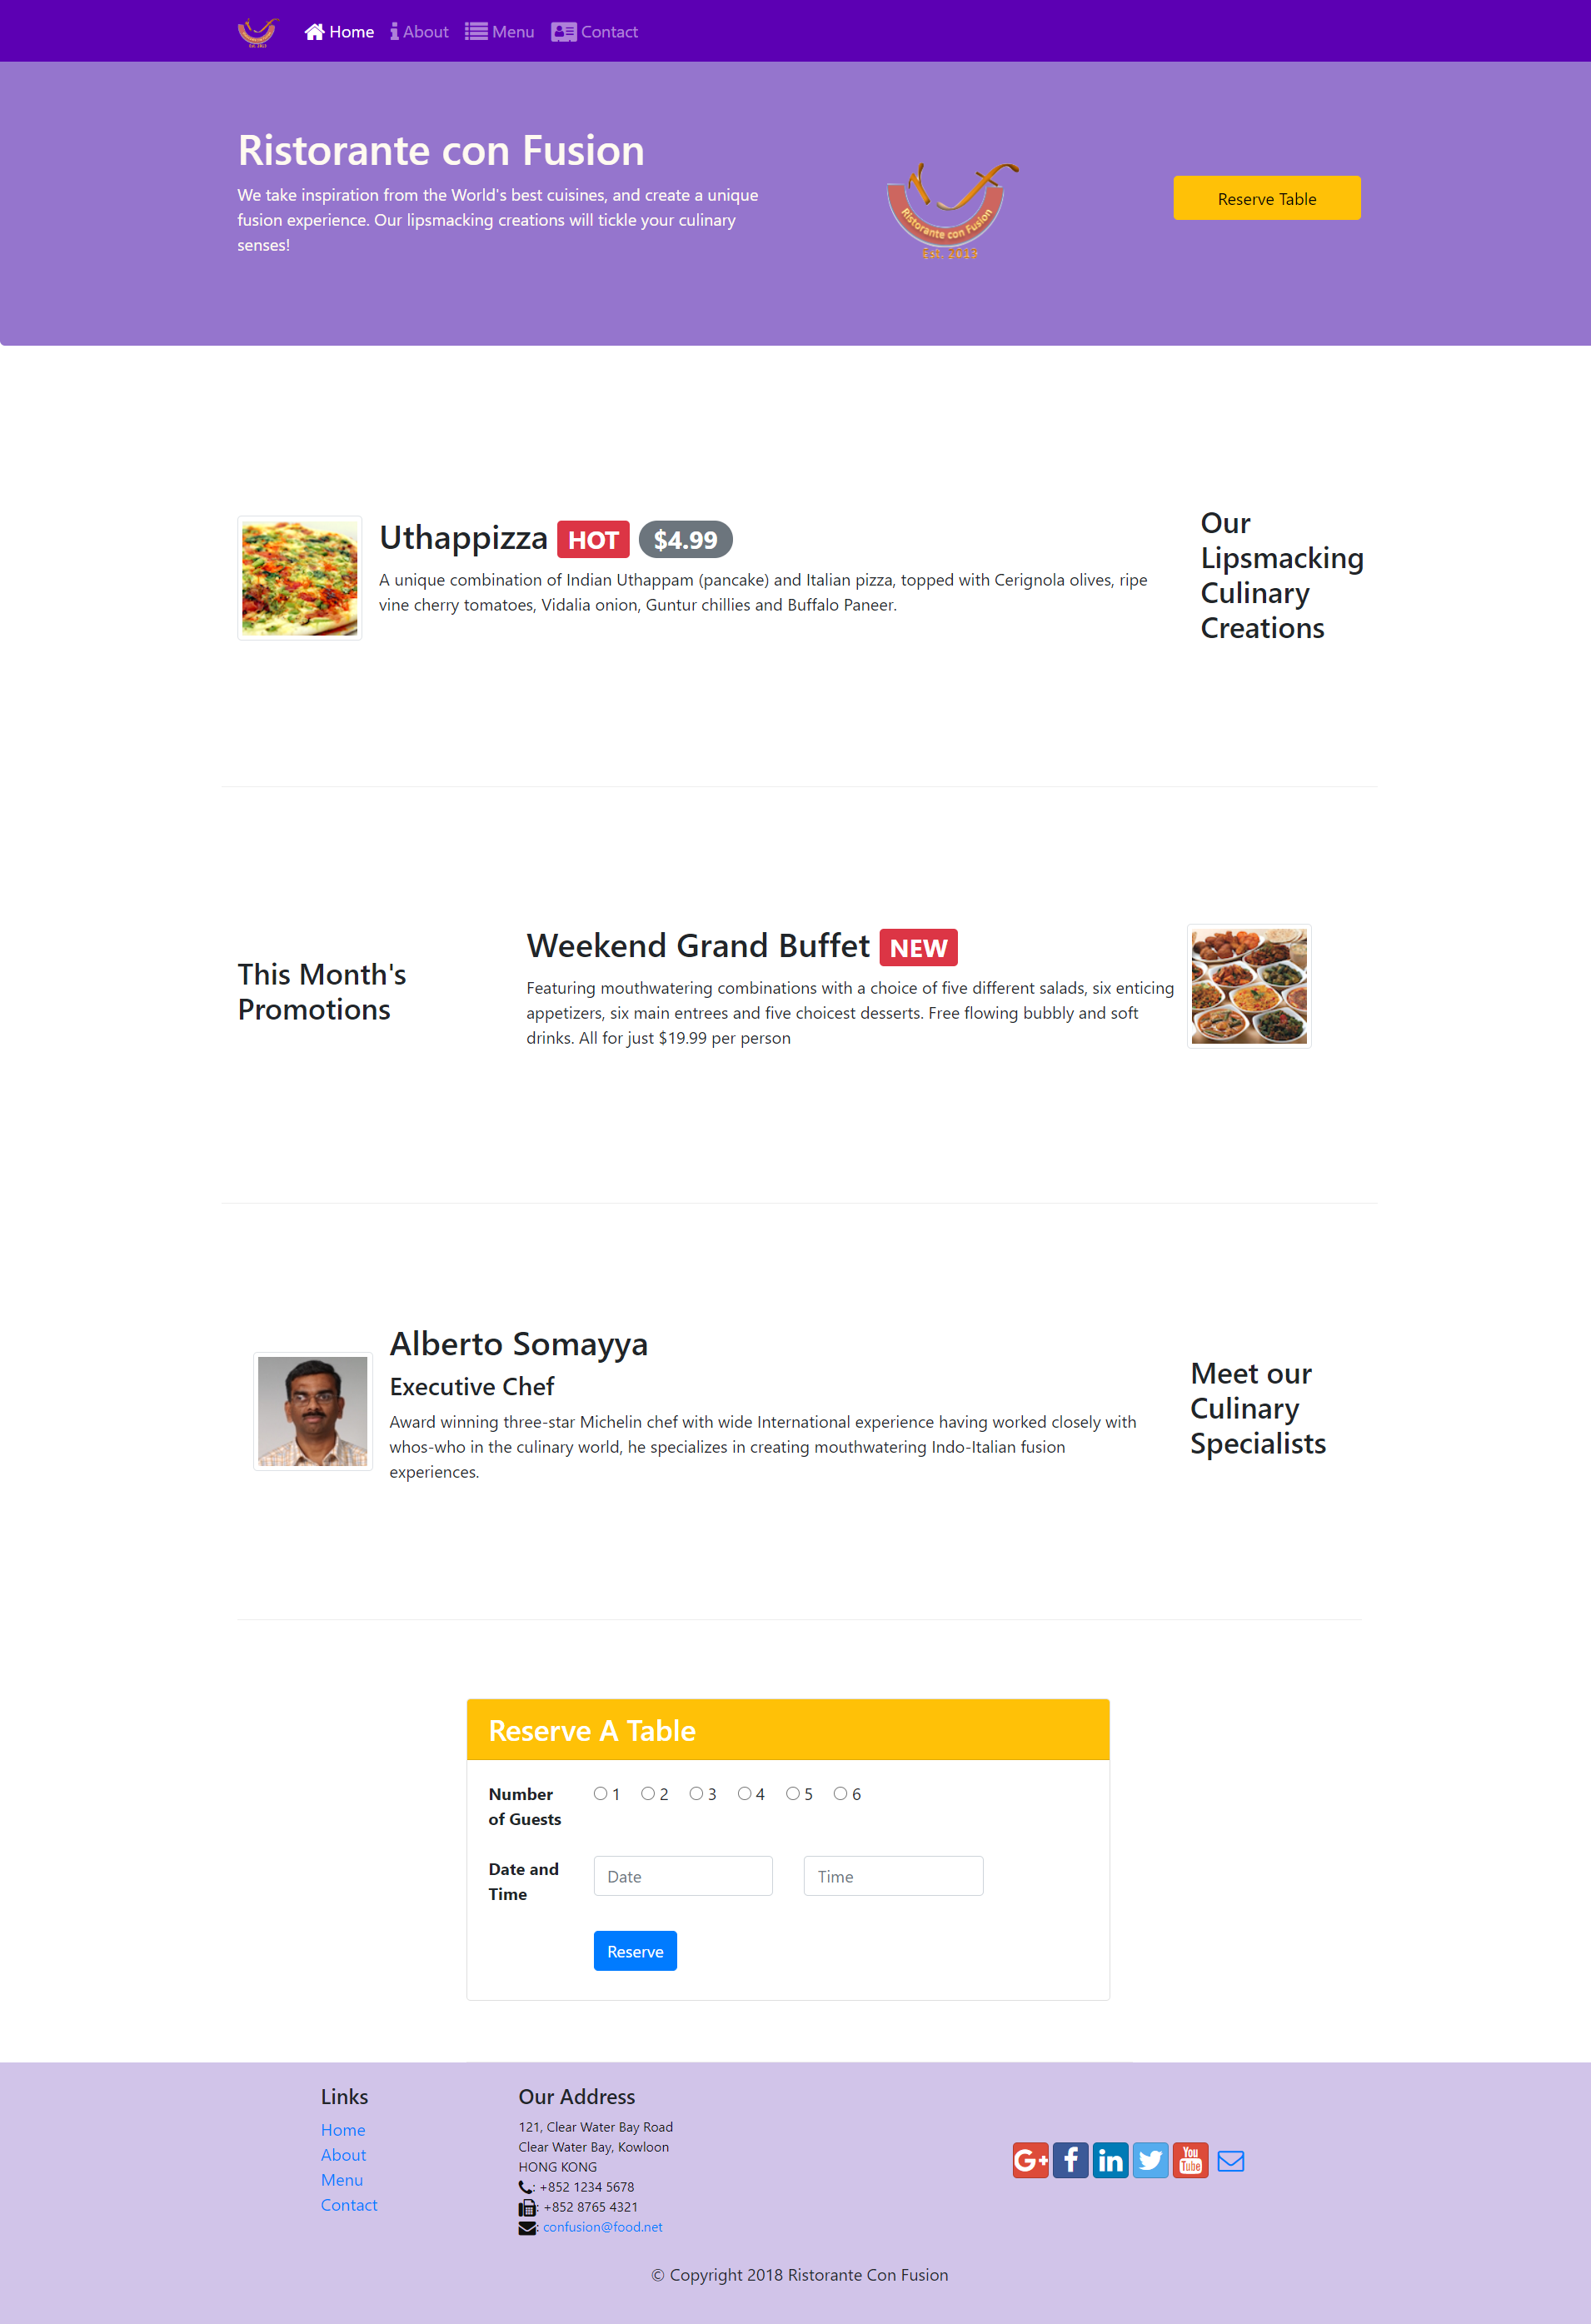 Home About Menu Contact
Ristorante con Fusion
We take inspiration from the World's best cuisines, and create a unique
fusion experience. Our lipsmacking creations will tickle your culinary
senses!
Ristorante con Fusion
Reserve Table
Uthappizza HOT $4.99
A unique combination of Indian Uthappam (pancake) and Italian pizza, topped with Cerignola olives, ripe
vine cherry tomatoes, Vidalia onion, Guntur chillies and Buffalo Paneer.
Our
Lipsmacking
Culinary
Creations
This Month's
Promotions
Weekend Grand Buffet NEW
Featuring mouthwatering combinations with a choice of five different salads, six enticing
appetizers, six main entrees and five choicest desserts. Free flowing bubbly and soft
drinks. All for just $19.99 per person
Alberto Somayya
Executive Chef
Award winning three-star Michelin chef with wide International experience having worked closely with
whos-who in the culinary world, he specializes in creating mouthwatering Indo-Italian fusion
experiences.
Meet our
Culinary
Specialists
Reserve A Table
Number
of Guests
1 2 3 4 5 6
Date and
Time
Date
Time
Reserve
Links
Home
About
Menu
Contact
Our Address
121, Clear Water Bay Road
Clear Water Bay, Kowloon
HONG KONG
: +852 1234 5678
: +852 8765 4321
: confusion@food.net
G+ f in You Tube
© Copyright 2018 Ristorante Con Fusion